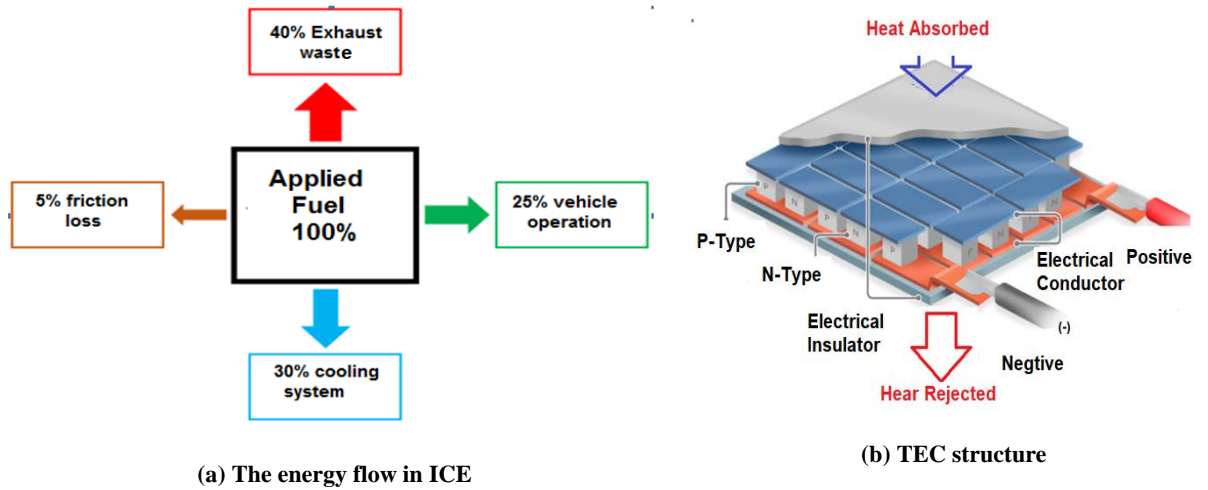 40% Exhaust
waste
Applied
Fuel
100%
5% friction
loss
25% vehicle
operation
30% cooling
system
(a) The energy flow in ICE
Heat Absorbed
P
N
P
N
P
P
N
P
N
P-Type
N-Type
Electrical
Conductor
Positive
Electrical
Insulator
(-)
Negtive
Hear Rejected
(b) TEC structure